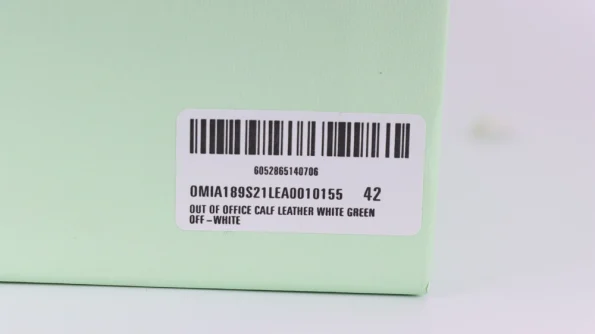 6052865140706
OMIA189S21LEA0010155 42
OUT OF OFFICE CALF LEATHER WHITE GREEN
OFF-WHITE